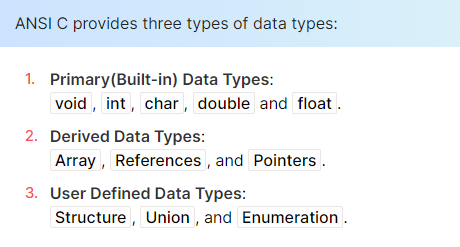 ANSI C provides three types of data types:
1. Primary(Built-in) Data Types:
void, int, char, double and float.
2. Derived Data Types:
Array, References, and Pointers.
3. User Defined Data Types:
Structure, Union, and Enumeration.